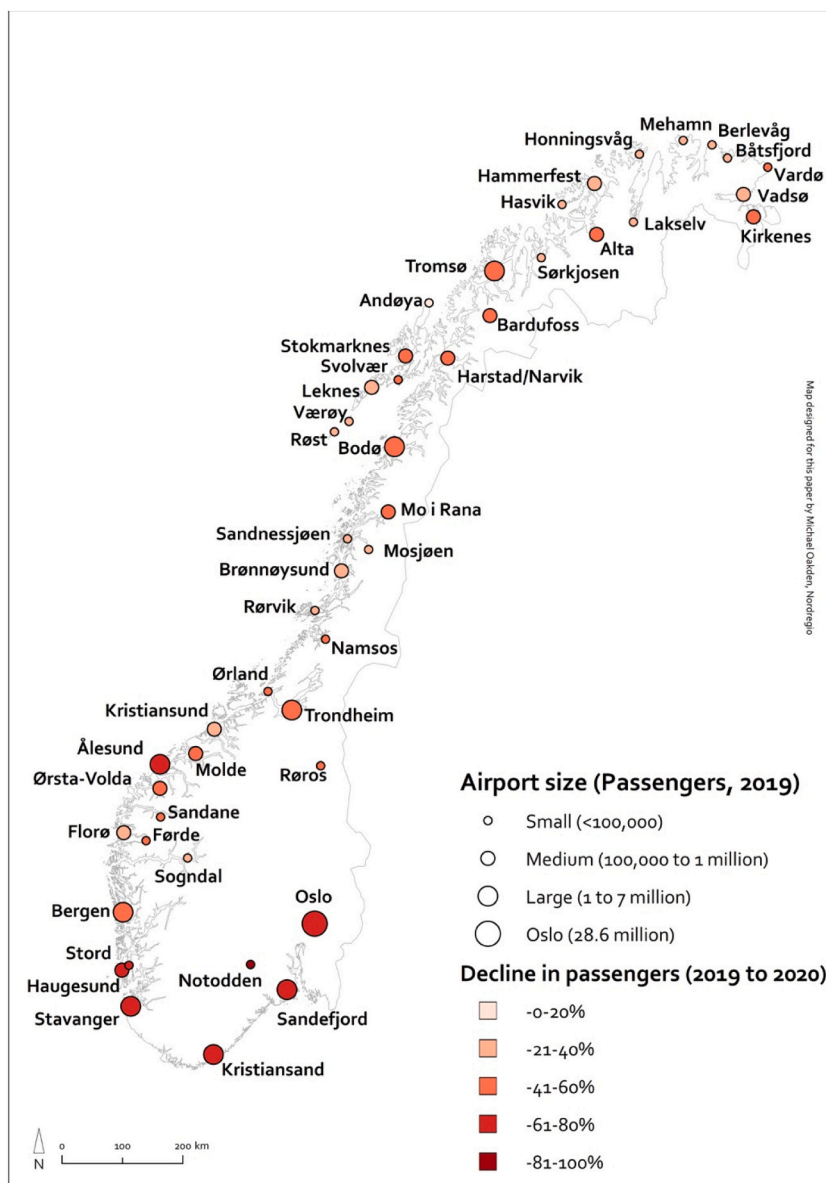 Mehamn
Berlevåg
Honningsvåg
Båtsfjord
Vardø
Hammerfest
Vadsø
Hasvik
Lakselv
Kirkenes
Alta
Tromsø
Sørkjosen
Andøya
Bardufoss
Stokmarknes
Svolvær
Harstad/Narvik
Leknes
Værøy
Røst
Bodø
Map designed for this paper by Michael Oakden, Nordregio
Mo i Rana
Sandnessjøen
Mosjøen
Brønnøysund
Rørvik
Namsos
Ørland
Kristiansund
Trondheim
Ålesund
Molde
Røros
Ørsta-Volda
Sandane
Florø
Førde
Sogndal
Oslo
Bergen
Stord
Notodden
Haugesund
Stavanger
Sandefjord
Kristiansand
Airport size (Passengers, 2019)
Small (<100,000)
Medium (100,000 to 1 million)
Large (1 to 7 million)
Oslo (28.6 million)
Decline in passengers (2019 to 2020)
-0-20%
-21-40%
-41-60%
-61-80%
-81-100%
0 100 200 km
N